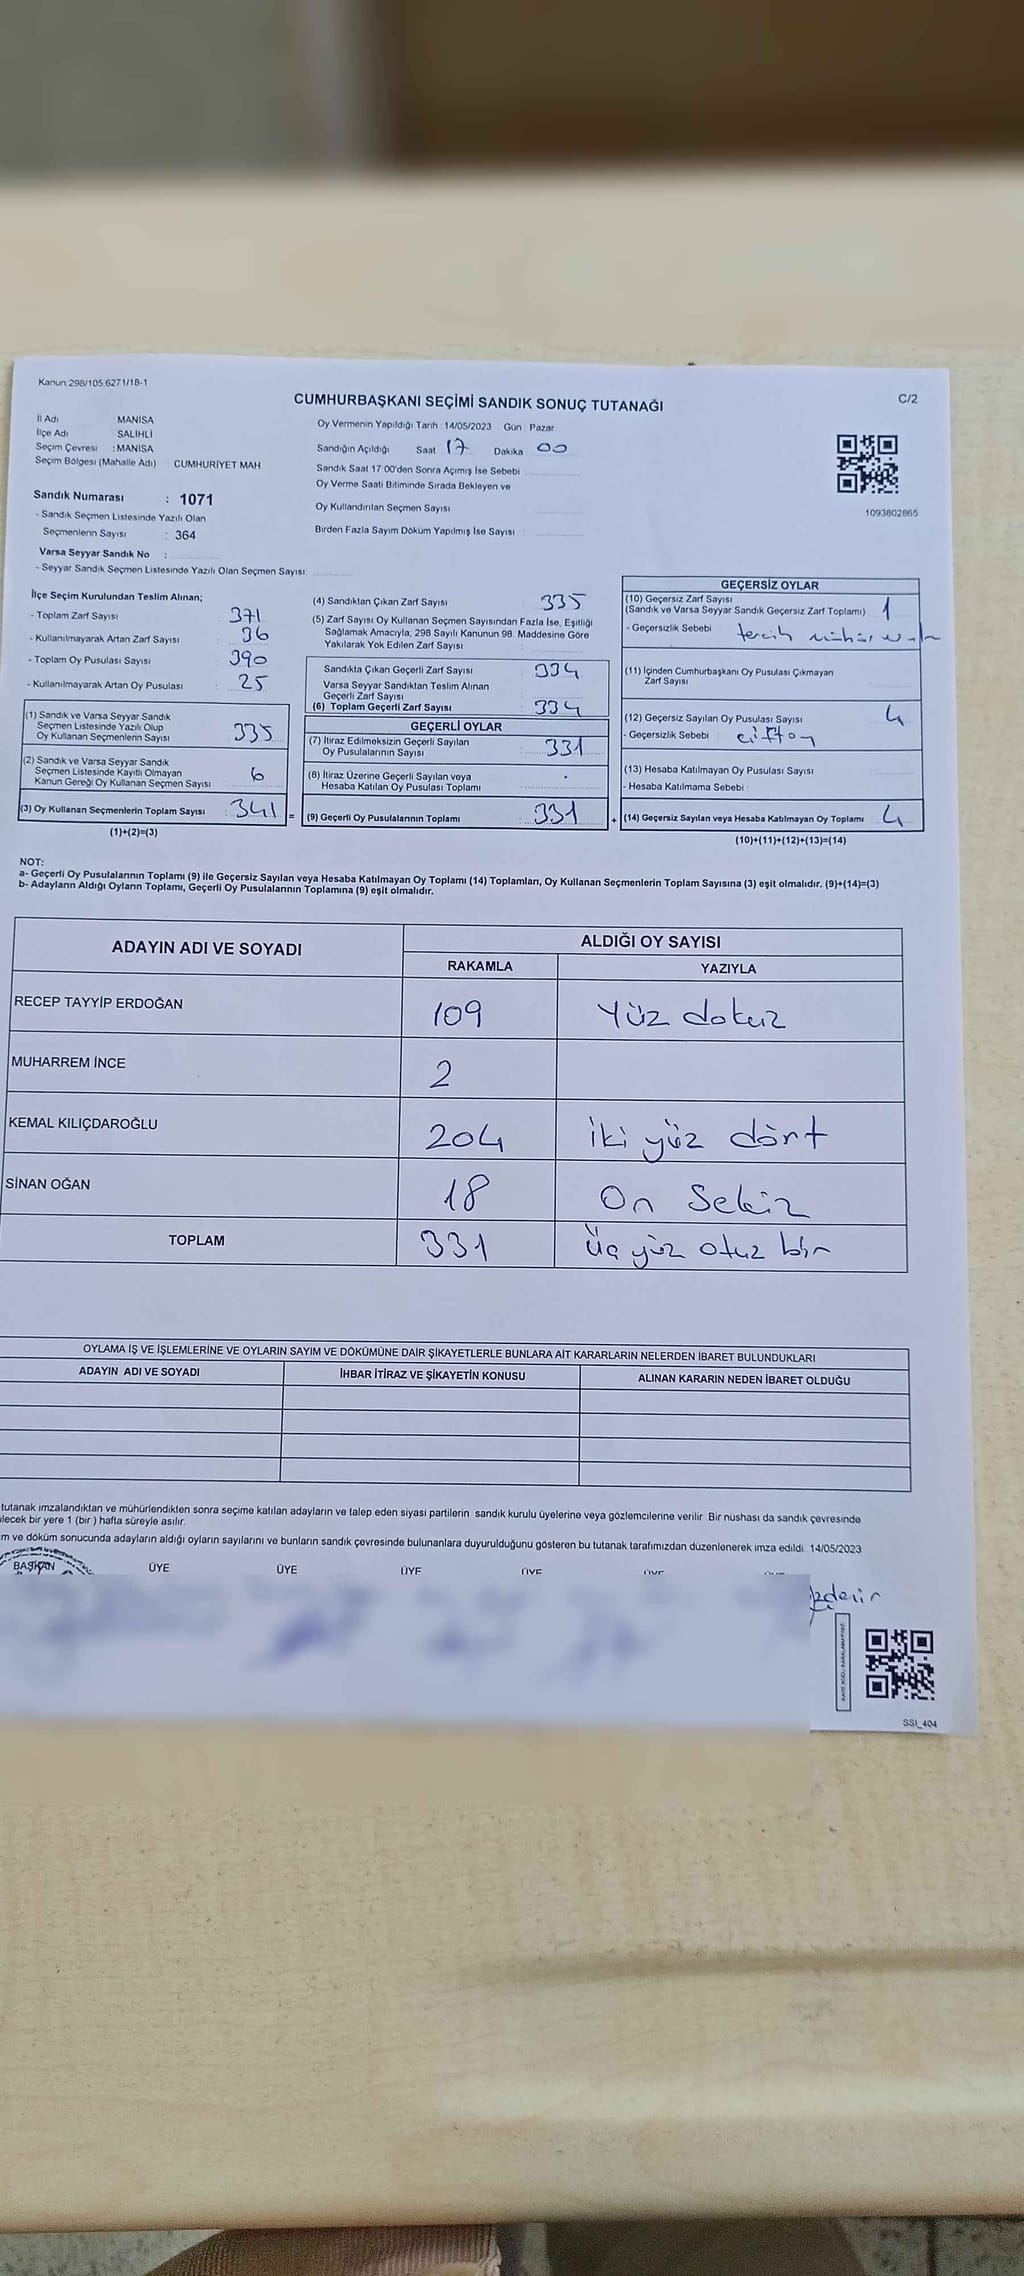 Kanun:298/105;6271/18-1
C/2
CUMHURBAŞKANI SEÇİMİ SANDIK SONUÇ TUTANAĞI
İl Adı : MANİSA
İlçe Adı : SALİHLİ
Seçim Çevresi : MANİSA
Seçim Bölgesi (Mahalle Adı) CUMHURİYET MAH
Sandık Numarası : 1071
- Sandık Seçmen Listesinde Yazılı Olan
Seçmenlerin Sayısı : 364
Varsa Seyyar Sandık No :
- Seyyar Sandık Seçmen Listesinde Yazılı Olan Seçmen Sayısı:
Oy Vermenin Yapıldığı Tarih : 14/05/2023 Gün : Pazar
Sandığın Açıldığı Saat 17 Dakika 00
Sandık Saat 17:00'den Sonra Açımış İse Sebebi :
Oy Verme Saati Bitiminde Sırada Bekleyen ve
Oy Kullandırılan Seçmen Sayısı :
Birden Fazla Sayım Döküm Yapılmış İse Sayısı :
1093802865
İlçe Seçim Kurulundan Teslim Alınan;
- Toplam Zarf Sayısı : 371
- Kullanılmayarak Artan Zarf Sayısı : 36
- Toplam Oy Pusulası Sayısı : 390
- Kullanılmayarak Artan Oy Pusulası : 25
(1) Sandık ve Varsa Seyyar Sandık
Seçmen Listesinde Yazılı Olup
Oy Kullanan Seçmenlerin Sayısı : 335
(2) Sandık ve Varsa Seyyar Sandık
Seçmen Listesinde Kayıtlı Olmayan
Kanun Gereği Oy Kullanan Seçmen Sayısı : 6
(3) Oy Kullanan Seçmenlerin Toplam Sayısı : 341 =
(1)+(2)=(3)
(4) Sandıktan Çıkan Zarf Sayısı : 335
(5) Zarf Sayısı Oy Kullanan Seçmen Sayısından Fazla İse, Eşitliği
Sağlamak Amacıyla, 298 Sayılı Kanunun 98. Maddesine Göre
Yakılarak Yok Edilen Zarf Sayısı :
Sandıkta Çıkan Geçerli Zarf Sayısı : 334
Varsa Seyyar Sandıktan Teslim Alınan
Geçerli Zarf Sayısı
(6) Toplam Geçerli Zarf Sayısı : 334
GEÇERLİ OYLAR
(7) İtiraz Edilmeksizin Geçerli Sayılan
Oy Pusulalarının Sayısı : 331
(8) İtiraz Üzerine Geçerli Sayılan veya
Hesaba Katılan Oy Pusulası Toplamı :
(9) Geçerli Oy Pusulalarının Toplamı : 331 +
GEÇERSİZ OYLAR
(10) Geçersiz Zarf Sayısı
(Sandık ve Varsa Seyyar Sandık Geçersiz Zarf Toplamı) : 1
- Geçersizlik Sebebi : tercih
(11) İçinden Cumhurbaşkanı Oy Pusulası Çıkmayan
Zarf Sayısı
(12) Geçersiz Sayılan Oy Pusulası Sayısı : 4
- Geçersizlik Sebebi :
(13) Hesaba Katılmayan Oy Pusulası Sayısı
- Hesaba Katılmama Sebebi :
(14) Geçersiz Sayılan veya Hesaba Katılmayan Oy Toplamı : 4
(10)+(11)+(12)+(13)=(14)
NOT:
a- Geçerli Oy Pusulalarının Toplamı (9) ile Geçersiz Sayılan veya Hesaba Katılmayan Oy Toplamı (14) Toplamları, Oy Kullanan Seçmenlerin Toplam Sayısına (3) eşit olmalıdır. (9)+(14)=(3)
b- Adayların Aldığı Oyların Toplamı, Geçerli Oy Pusulalarının Toplamına (9) eşit olmalıdır.
ADAYIN ADI VE SOYADI
ALDIĞI OY SAYISI
RAKAMLA YAZIYLA
RECEP TAYYİP ERDOĞAN 109 Yüz dokuz
MUHARREM İNCE 2
KEMAL KILIÇDAROĞLU 204 iki yüz dört
SİNAN OĞAN 18 On Sekiz
TOPLAM 331 Üç yüz otuz bir
OYLAMA İŞ VE İŞLEMLERİNE VE OYLARIN SAYIM VE DÖKÜMÜNE DAİR ŞİKAYETLERLE BUNLARA AİT KARARLARIN NELERDEN İBARET BULUNDUKLARI
ADAYIN ADI VE SOYADI İHBAR İTİRAZ VE ŞİKAYETİN KONUSU ALINAN KARARIN NEDEN İBARET OLDUĞU
tutanak imzalandıktan ve mühürlendikten sonra seçime katılan adayların ve talep eden siyasi partilerin sandık kurulu üyelerine veya gözlemcilerine verilir. Bir nüshası da sandık çevresinde
bir yere 1 (bir) hafta süreyle asılır.
ve döküm sonucunda adayların aldığı oyların sayılarını ve bunların sandık çevresinde bulunanlara duyurulduğunu gösteren bu tutanak tarafımızdan düzenlenerek imza edildi. 14/05/2023
BAŞKAN ÜYE ÜYE ÜYE ÜYE
SSI_404